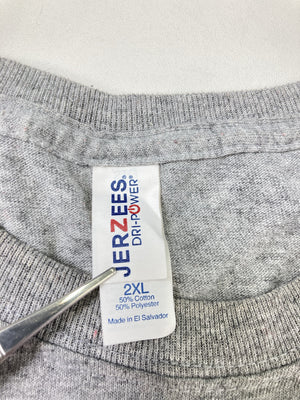 JERZEES®
DRI-POWER®
2XL
50% Cotton
50% Polyester
Made in El Salvador